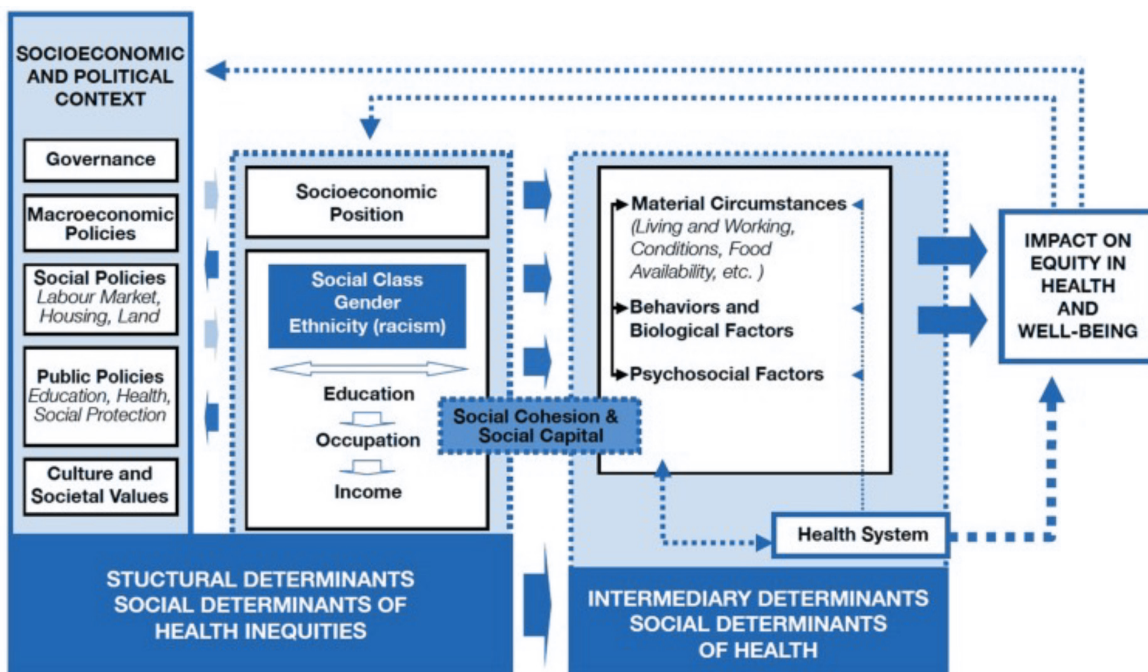 SOCIOECONOMIC
AND POLITICAL
CONTEXT
Governance
Macroeconomic
Policies
Social Policies
Labour Market,
Housing, Land
Public Policies
Education, Health,
Social Protection
Culture and
Societal Values
Socioeconomic
Position
Social Class
Gender
Ethnicity (racism)
Education
Occupation
Income
Social Cohesion &
Social Capital
Material Circumstances
(Living and Working,
Conditions, Food
Availability, etc. )
Behaviors and
Biological Factors
Psychosocial Factors
Health System
IMPACT ON
EQUITY IN
HEALTH
AND
WELL-BEING
STUCTURAL DETERMINANTS
SOCIAL DETERMINANTS OF
HEALTH INEQUITIES
INTERMEDIARY DETERMINANTS
SOCIAL DETERMINANTS
OF HEALTH